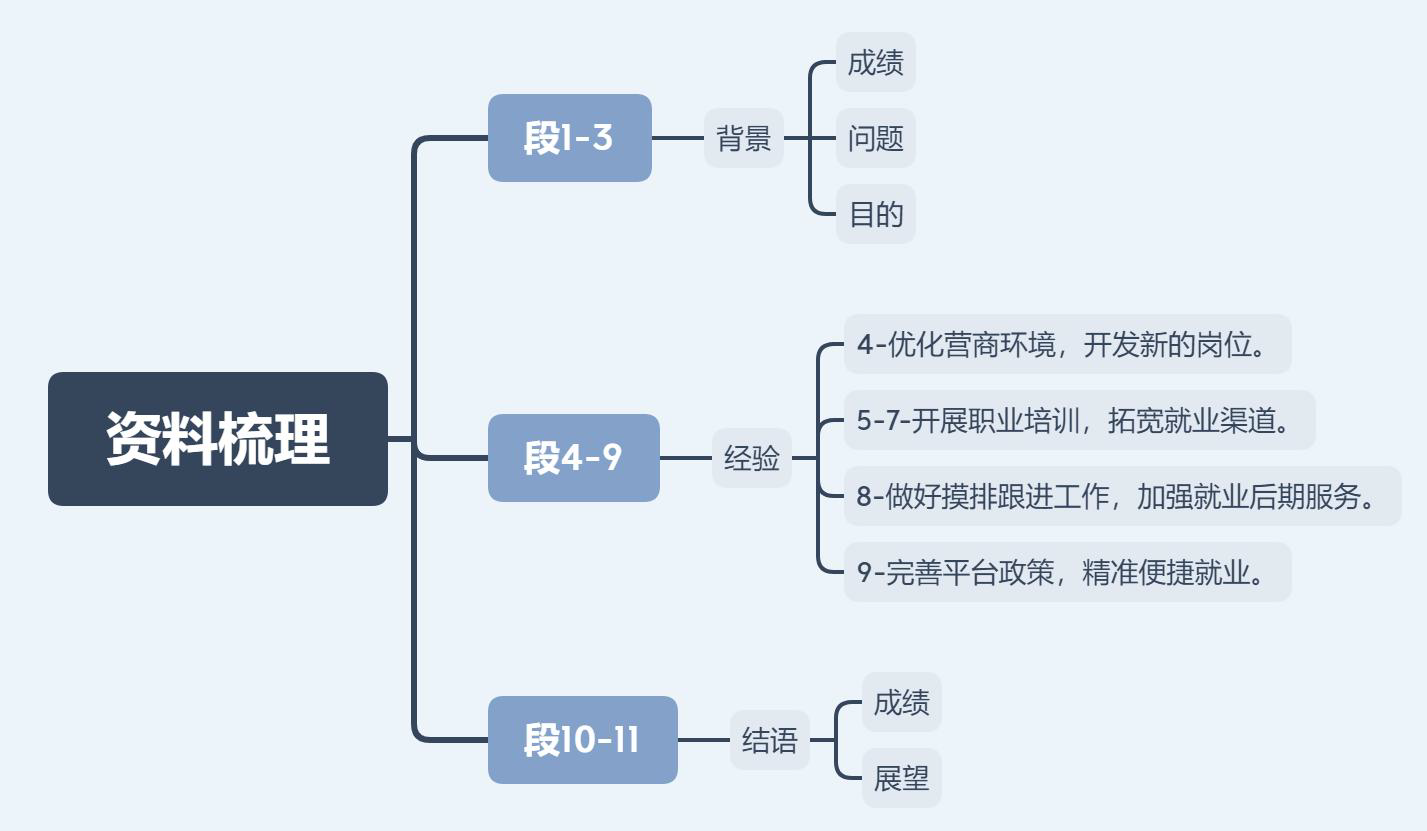 资料梳理
段1-3
背景
成绩
问题
目的
段4-9
经验
4-优化营商环境，开发新的岗位。
5-7-开展职业培训，拓宽就业渠道。
8-做好摸排跟进工作，加强就业后期服务。
9-完善平台政策，精准便捷就业。
段10-11
结语
成绩
展望